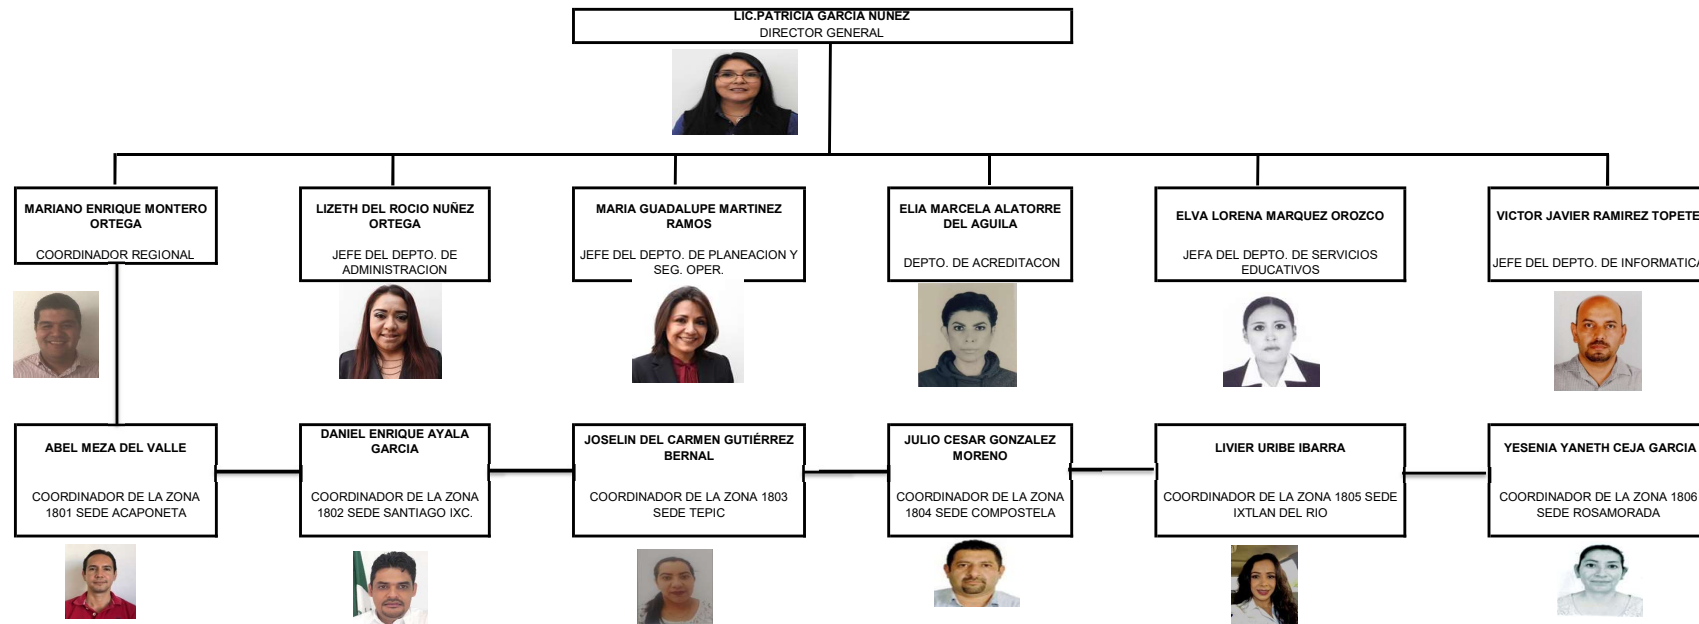 LIC.PATRICIA GARCIA NUÑEZ
DIRECTOR GENERAL
MARIANO ENRIQUE MONTERO
ORTEGA
COORDINADOR REGIONAL
LIZETH DEL ROCIO NUÑEZ
ORTEGA
JEFE DEL DEPTO. DE
ADMINISTRACION
MARIA GUADALUPE MARTINEZ
RAMOS
JEFE DEL DEPTO. DE PLANEACION Y
SEG. OPER.
ELIA MARCELA ALATORRE
DEL AGUILA
DEPTO. DE ACREDITACON
ELVA LORENA MARQUEZ OROZCO
JEFA DEL DEPTO. DE SERVICIOS
EDUCATIVOS
VICTOR JAVIER RAMIREZ TOPETE
JEFE DEL DEPTO. DE INFORMATICA
ABEL MEZA DEL VALLE
COORDINADOR DE LA ZONA
1801 SEDE ACAPONETA
DANIEL ENRIQUE AYALA
GARCIA
COORDINADOR DE LA ZONA
1802 SEDE SANTIAGO IXC.
JOSELIN DEL CARMEN GUTIÉRREZ
BERNAL
COORDINADOR DE LA ZONA 1803
SEDE TEPIC
JULIO CESAR GONZALEZ
MORENO
COORDINADOR DE LA ZONA
1804 SEDE COMPOSTELA
LIVIER URIBE IBARRA
COORDINADOR DE LA ZONA 1805 SEDE
IXTLAN DEL RIO
YESENIA YANETH CEJA GARCIA
COORDINADOR DE LA ZONA 1806
SEDE ROSAMORADA